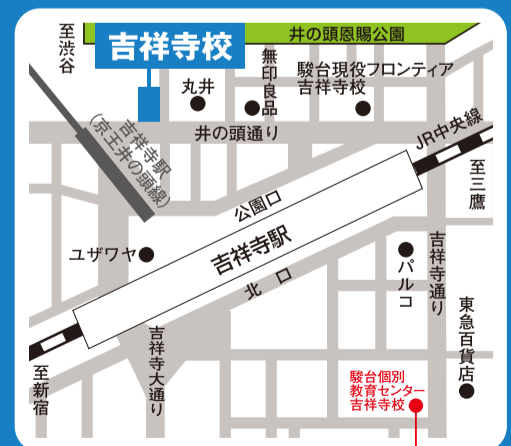 至渋谷
吉祥寺校
井の頭恩賜公園
丸井
無印良品
駿台現役フロンティア
吉祥寺校
井の頭通り
JR中央線
至三鷹
吉祥寺駅
(京王井の頭線)
公園口
吉祥寺駅
北口
ユザワヤ
パルコ
吉祥寺通り
東急百貨店
吉祥寺大通り
至新宿
駿台個別
教育センター
吉祥寺校